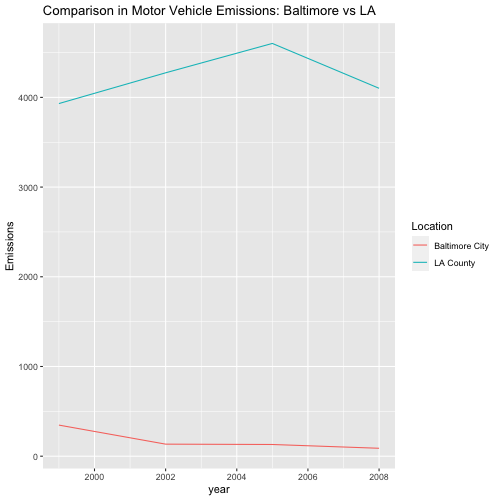 Comparison in Motor Vehicle Emissions: Baltimore vs LA
4000
3000
2000
1000
0
Emissions
2000
2002
2004
2006
2008
year
Location
Baltimore City
LA County